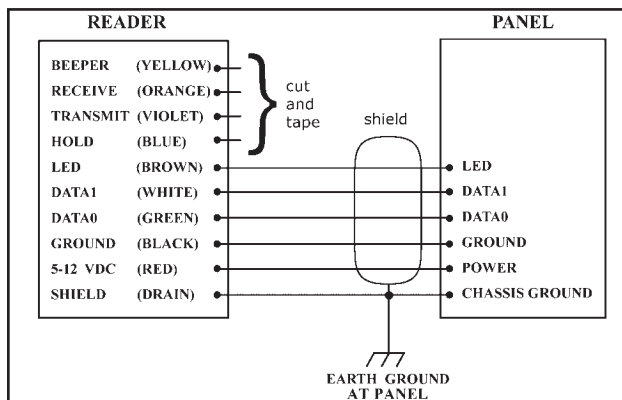 READER
BEEPER (YELLOW)
RECEIVE (ORANGE)
TRANSMIT (VIOLET)
HOLD (BLUE)
LED (BROWN)
DATA1 (WHITE)
DATA0 (GREEN)
GROUND (BLACK)
5-12 VDC (RED)
SHIELD (DRAIN)
cut
and
tape
shield
PANEL
LED
DATA1
DATA0
GROUND
POWER
CHASSIS GROUND
EARTH GROUND
AT PANEL